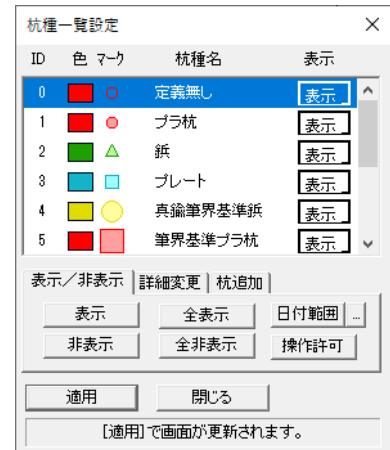 杭種一覧設定
ID 色 マーク 杭種名 表示
0 定義無し 表示
1 プラ杭 表示
2 鋲 表示
3 プレート 表示
4 真鍮筆界基準鋲 表示
5 筆界基準プラ杭 表示
表示／非表示 詳細変更 杭追加
表示 全表示 日付範囲 ...
非表示 全非表示 操作許可
適用 閉じる
[適用]で画面が更新されます。